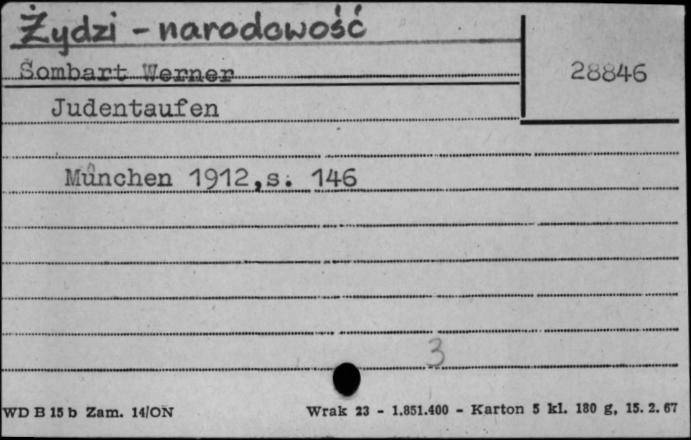 Żydzi - narodowość
Sombart Werner
28846
Judentaufen
München 1912,s. 146
3
WD B 15 b Zam. 14/ON
Wrak 23 - 1.851.400 - Karton 5 kl. 180 g, 15. 2. 67